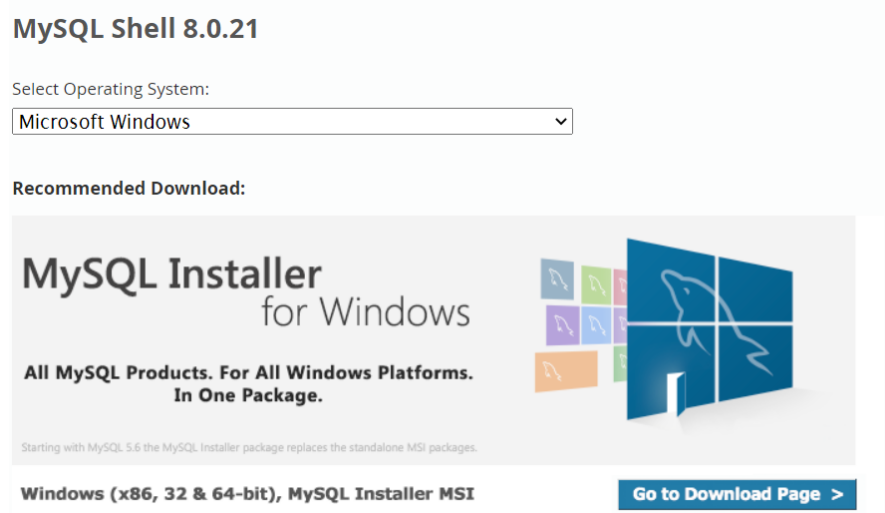 MySQL Shell 8.0.21
Select Operating System:
Microsoft Windows
Recommended Download:
MySQL Installer
for Windows
All MySQL Products. For All Windows Platforms.
In One Package.
Starting with MySQL 5.6 the MySQL Installer package replaces the standalone MSI packages.
Windows (x86, 32 & 64-bit), MySQL Installer MSI
Go to Download Page >